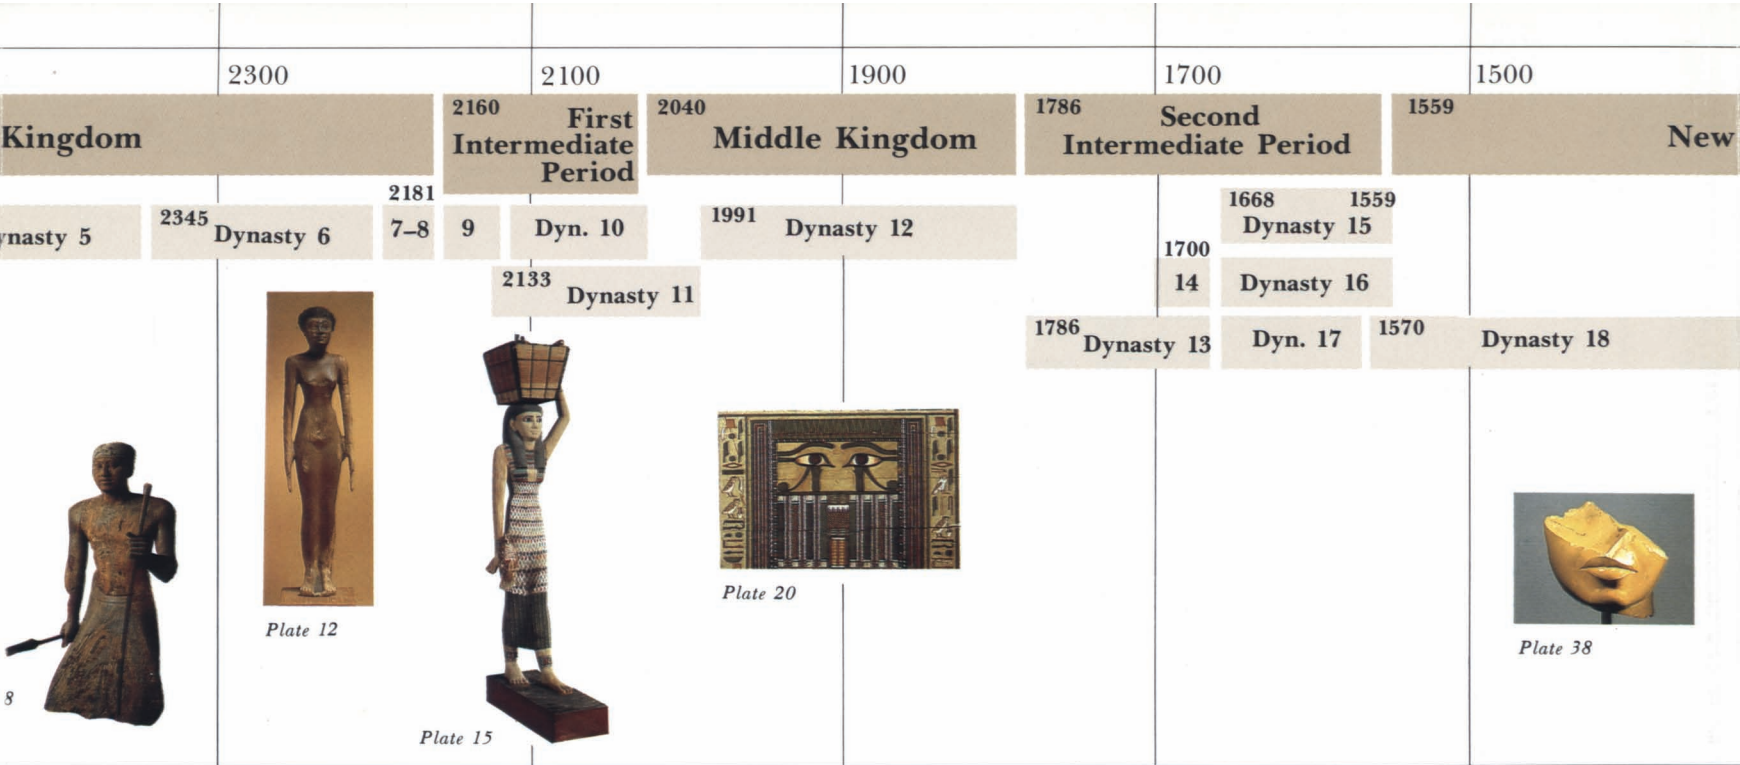 2300
2100
1900
1700
1500
Kingdom
2160
First
Intermediate
Period
2040
Middle Kingdom
1786
Second
Intermediate Period
1559
New
ynasty 5
2345 Dynasty 6
2181
7–8
9
Dyn. 10
2133 Dynasty 11
1991 Dynasty 12
1668 1559
Dynasty 15
1700
14
Dynasty 16
1786 Dynasty 13
Dyn. 17
1570 Dynasty 18
8
Plate 12
Plate 15
Plate 20
Plate 38